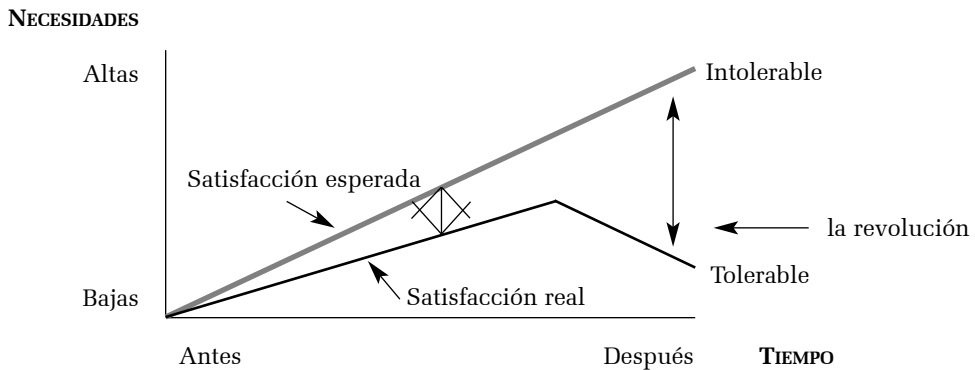 NECESIDADES
Altas
Intolerable
Satisfacción esperada
la revolución
Tolerable
Bajas
Satisfacción real
Antes
Después
TIEMPO